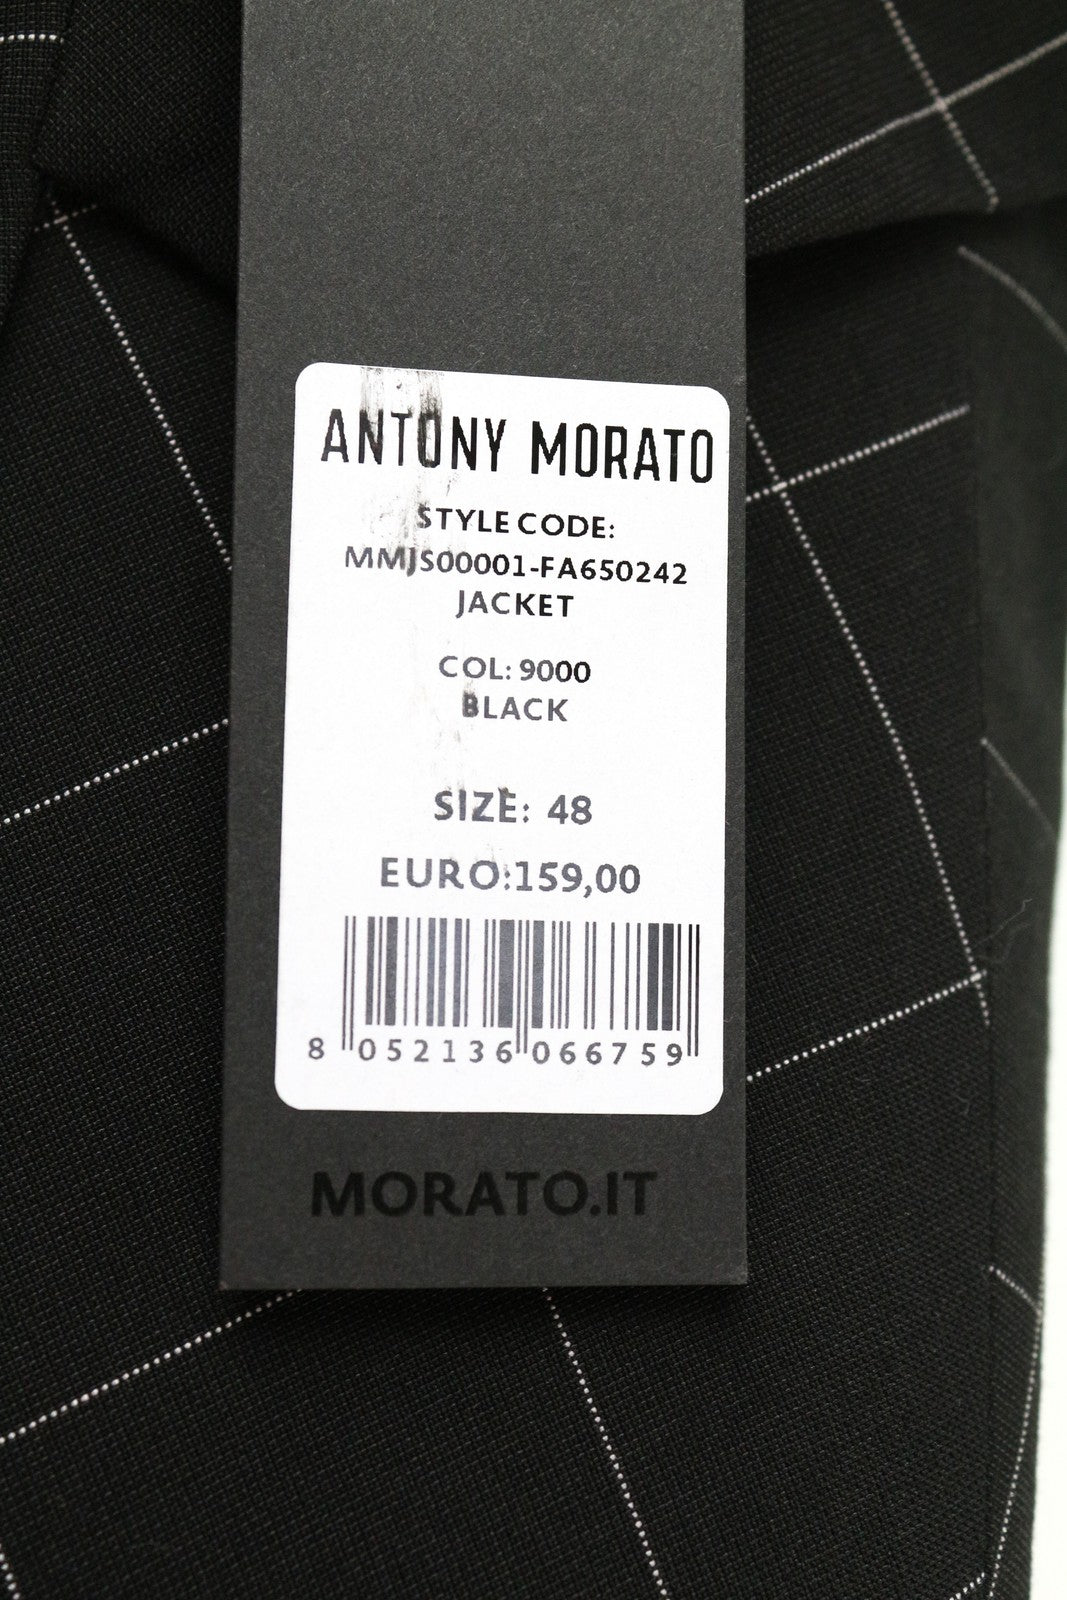 ANTONY MORATO
STYLE CODE:
MMJS00001-FA650242
JACKET
COL: 9000
BLACK
SIZE: 48
EURO:159,00
8 052136 066759
MORATO.IT